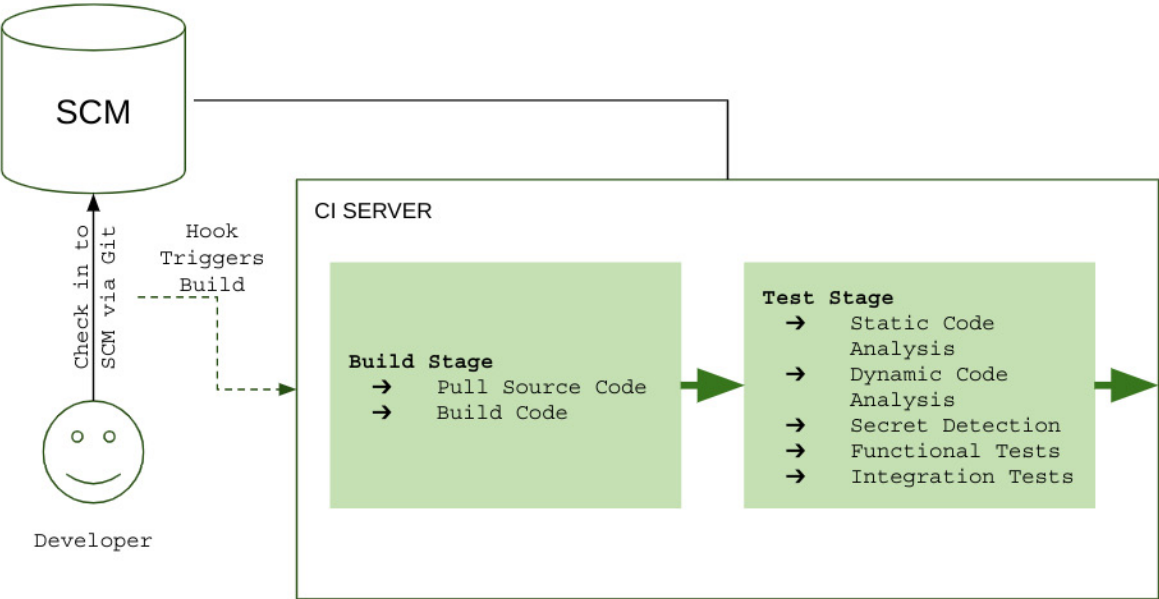 SCM
Check in to
SCM via Git
Hook
Triggers
Build
Developer
CI SERVER
Build Stage
➔ Pull Source Code
➔ Build Code
Test Stage
➔ Static Code
Analysis
➔ Dynamic Code
Analysis
➔ Secret Detection
➔ Functional Tests
➔ Integration Tests